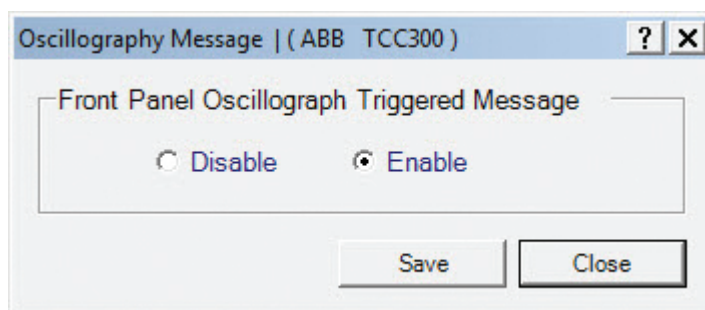 Oscillography Message | ( ABB TCC300 ) ? X
Front Panel Oscillograph Triggered Message
Disable Enable
Save Close